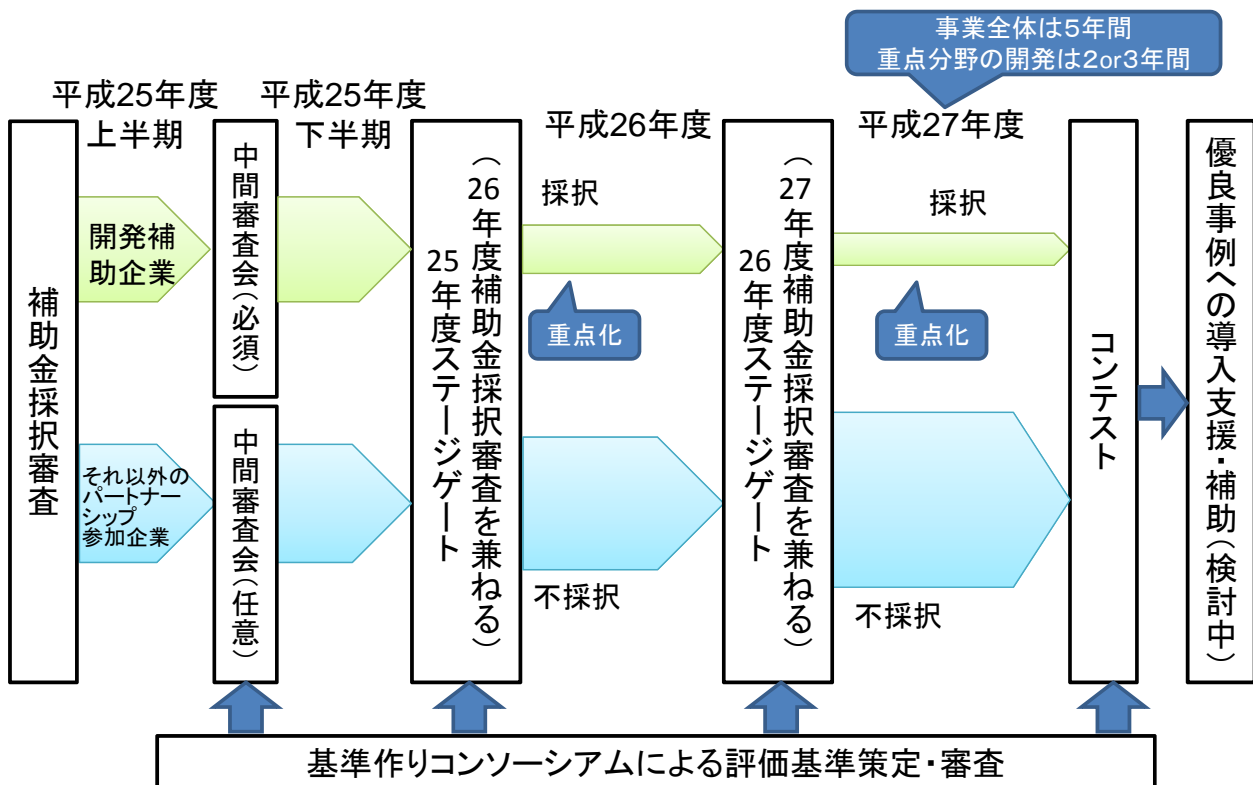 事業全体は5年間
重点分野の開発は2or3年間
平成25年度
上半期
平成25年度
下半期
平成26年度
平成27年度
補助金採択審査
開発補
助企業
それ以外の
パートナー
シップ
参加企業
中間審査会（必須）
中間審査会（任意）
（26年度補助金採択審査を兼ねる）
25年度ステージゲート
採択
重点化
不採択
（27年度補助金採択審査を兼ねる）
26年度ステージゲート
採択
重点化
不採択
コンテスト
優良事例への導入支援・補助（検討中）
基準作りコンソーシアムによる評価基準策定・審査